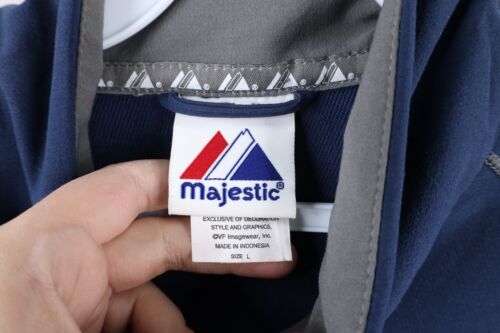 majestic®
EXCLUSIVE OF DECORATION
STYLE AND GRAPHICS.
©VF Imagewear, Inc.
MADE IN INDONESIA
SIZE L